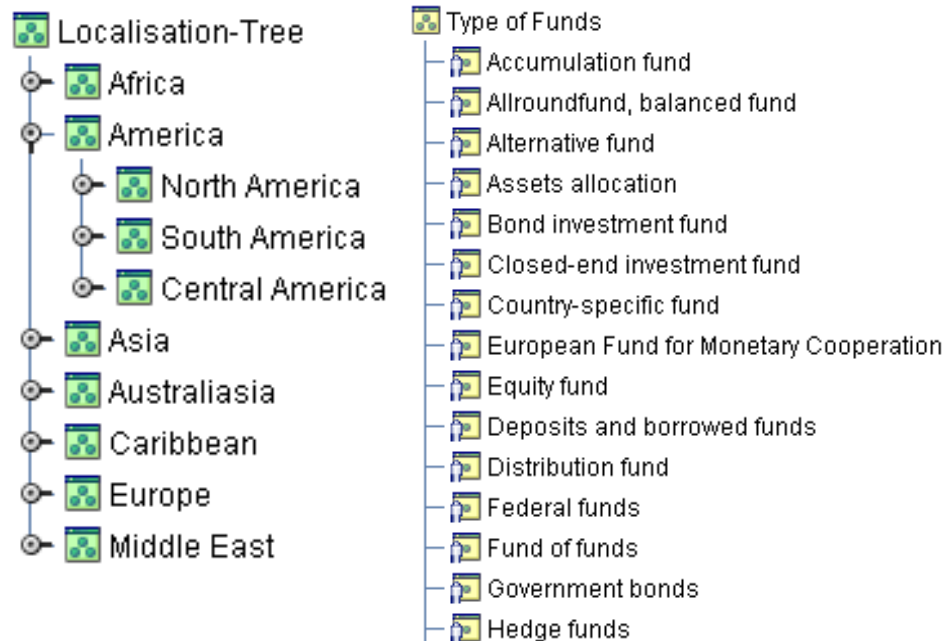 Localisation-Tree
Africa
America
North America
South America
Central America
Asia
Australiasia
Caribbean
Europe
Middle East
Type of Funds
Accumulation fund
Allroundfund, balanced fund
Alternative fund
Assets allocation
Bond investment fund
Closed-end investment fund
Country-specific fund
European Fund for Monetary Cooperation
Equity fund
Deposits and borrowed funds
Distribution fund
Federal funds
Fund of funds
Government bonds
Hedge funds